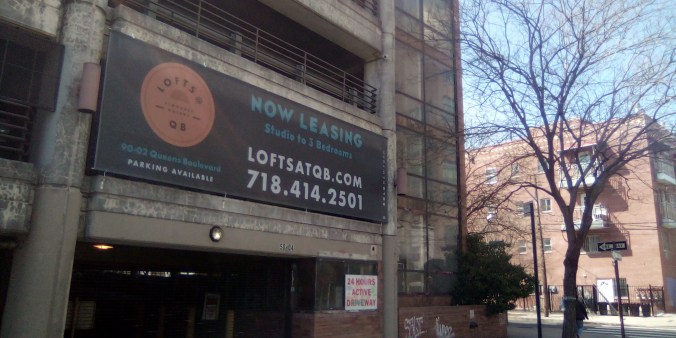 LOFTS @
QB
90-02 Queens Boulevard
PARKING AVAILABLE
NOW LEASING
Studio to 3 Bedrooms
LOFTSATQB.COM
718.414.2501
24 HOURS
ACTIVE
DRIVEWAY